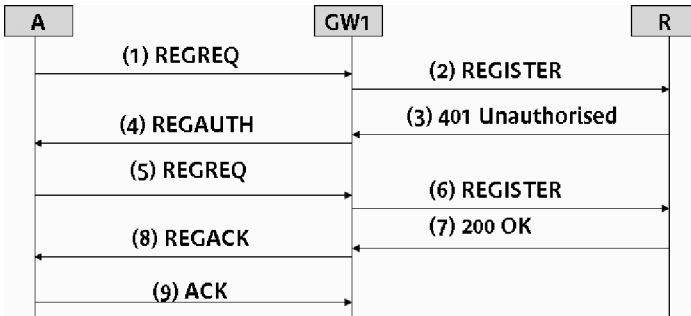 A GW1 R
(1) REGREQ
(2) REGISTER
(3) 401 Unauthorised
(4) REGAUTH
(5) REGREQ
(6) REGISTER
(7) 200 OK
(8) REGACK
(9) ACK